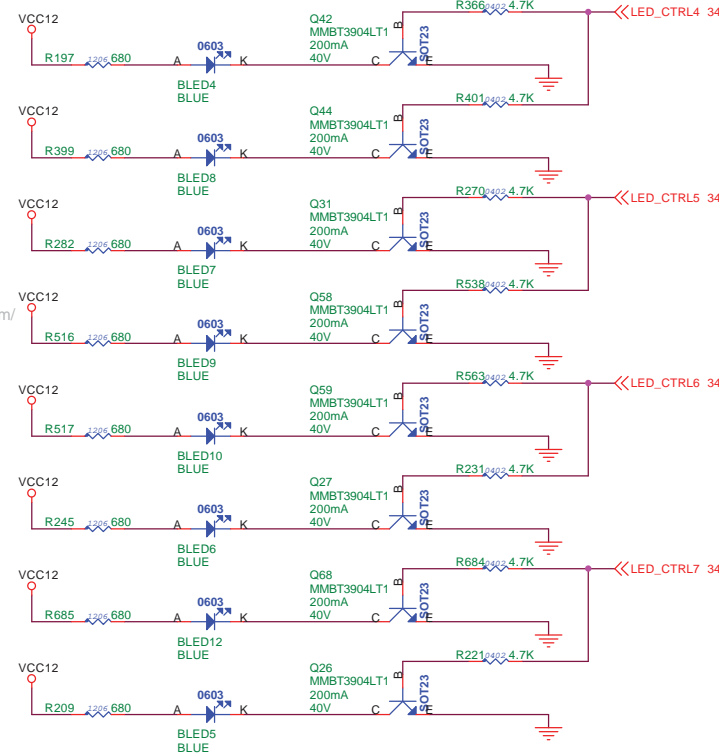 Q42
R366 0402 4.7K
LED_CTRL4 34
VCC12
MMBT3904LT1
200mA
40V
B
SOT23
0603
R197 1206 680
A K
C E
BLED4
BLUE
R401 0402 4.7K
VCC12
Q44
MMBT3904LT1
200mA
40V
B
SOT23
0603
R399 1206 680
A K
C E
BLED8
BLUE
R270 0402 4.7K
LED_CTRL5 34
VCC12
Q31
MMBT3904LT1
200mA
40V
B
SOT23
0603
R282 1206 680
A K
C E
BLED7
BLUE
R538 0402 4.7K
VCC12
Q58
MMBT3904LT1
200mA
40V
B
SOT23
m/
0603
R516 1206 680
A K
C E
BLED9
BLUE
R563 0402 4.7K
LED_CTRL6 34
VCC12
Q59
MMBT3904LT1
200mA
40V
B
SOT23
0603
R517 1206 680
A K
C E
BLED10
BLUE
R231 0402 4.7K
VCC12
Q27
MMBT3904LT1
200mA
40V
B
SOT23
0603
R245 1206 680
A K
C E
BLED6
BLUE
R684 0402 4.7K
LED_CTRL7 34
VCC12
Q68
MMBT3904LT1
200mA
40V
B
SOT23
0603
R685 1206 680
A K
C E
BLED12
BLUE
R221 0402 4.7K
VCC12
Q26
MMBT3904LT1
200mA
40V
B
SOT23
0603
R209 1206 680
A K
C E
BLED5
BLUE